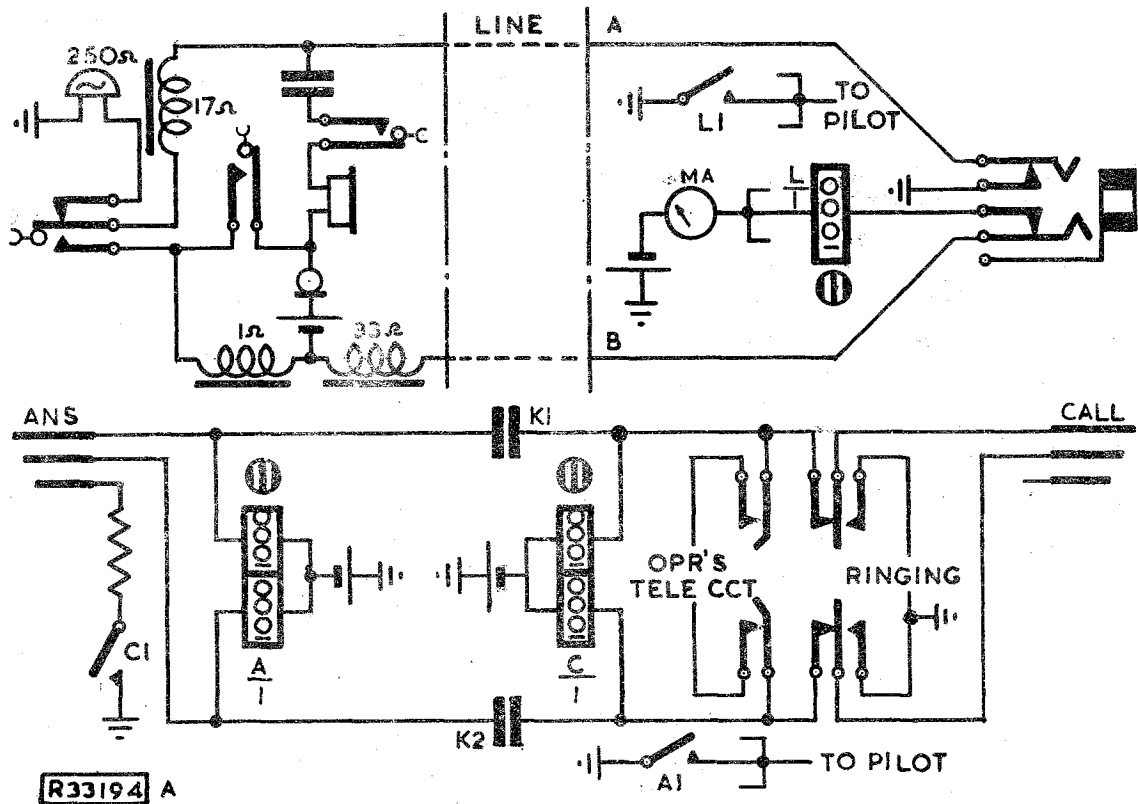 LINE
A
250Ω
17Ω
L1
TO
PILOT
C
MA
L
1
1Ω
33Ω
B
ANS
K1
CALL
OPR'S
TELE CCT
RINGING
C1
A
1
C
1
K2
A1
TO PILOT
R33194 A